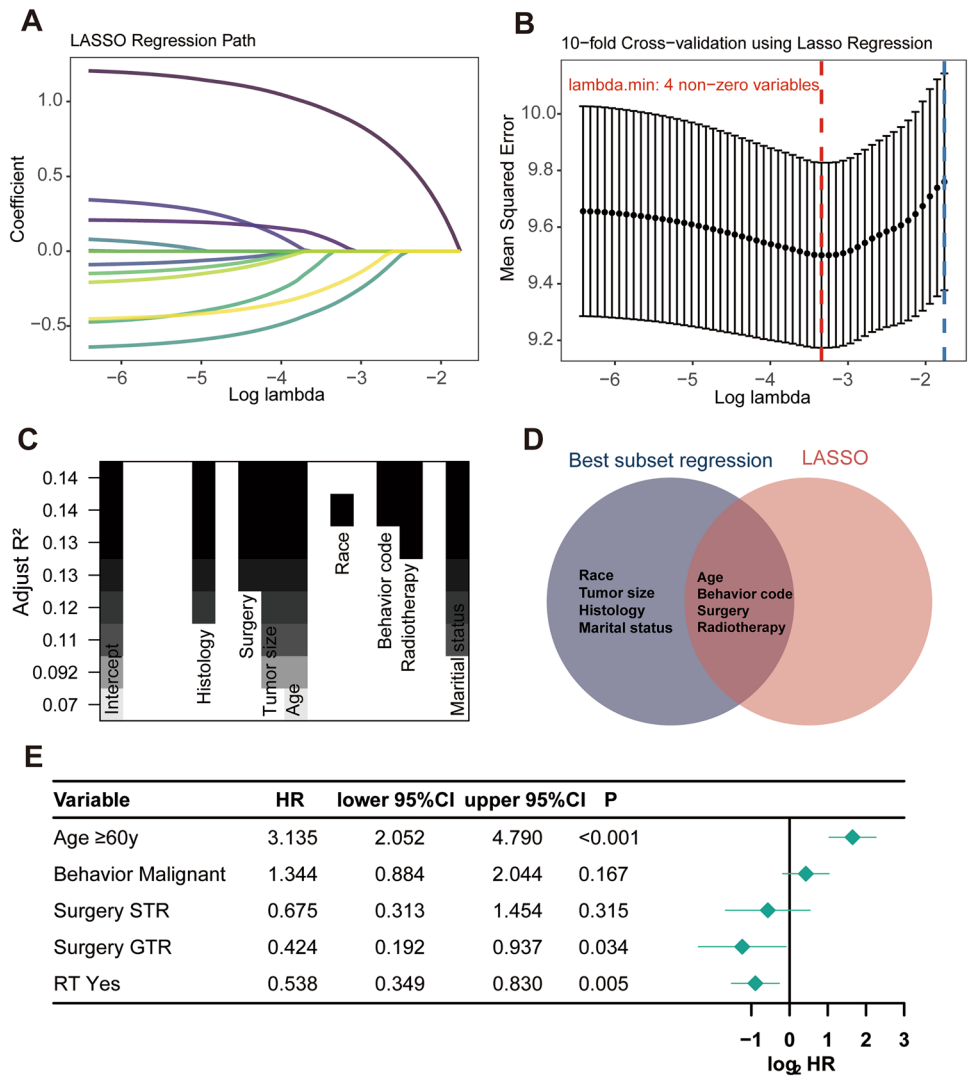 A
LASSO Regression Path
1.0
0.5
0.0
−0.5
Coefficient
−6
−5
−4
−3
−2
Log lambda
B
10−fold Cross−validation using Lasso Regression
lambda.min: 4 non−zero variables
10.0
9.8
9.6
9.4
9.2
Mean Squared Error
−6
−5
−4
−3
−2
Log lambda
C
0.14
0.14
0.13
0.13
0.12
0.11
0.092
0.07
Adjust R²
Intercept
Histology
Surgery
Tumor size
Age
Race
Behavior code
Radiotherapy
Maritial status
D
Best subset regression
LASSO
Race
Tumor size
Histology
Marital status
Age
Behavior code
Surgery
Radiotherapy
E
Variable HR lower 95%CI upper 95%CI P
Age ≥60y 3.135 2.052 4.790 <0.001
Behavior Malignant 1.344 0.884 2.044 0.167
Surgery STR 0.675 0.313 1.454 0.315
Surgery GTR 0.424 0.192 0.937 0.034
RT Yes 0.538 0.349 0.830 0.005
−1 0 1 2 3
log₂ HR